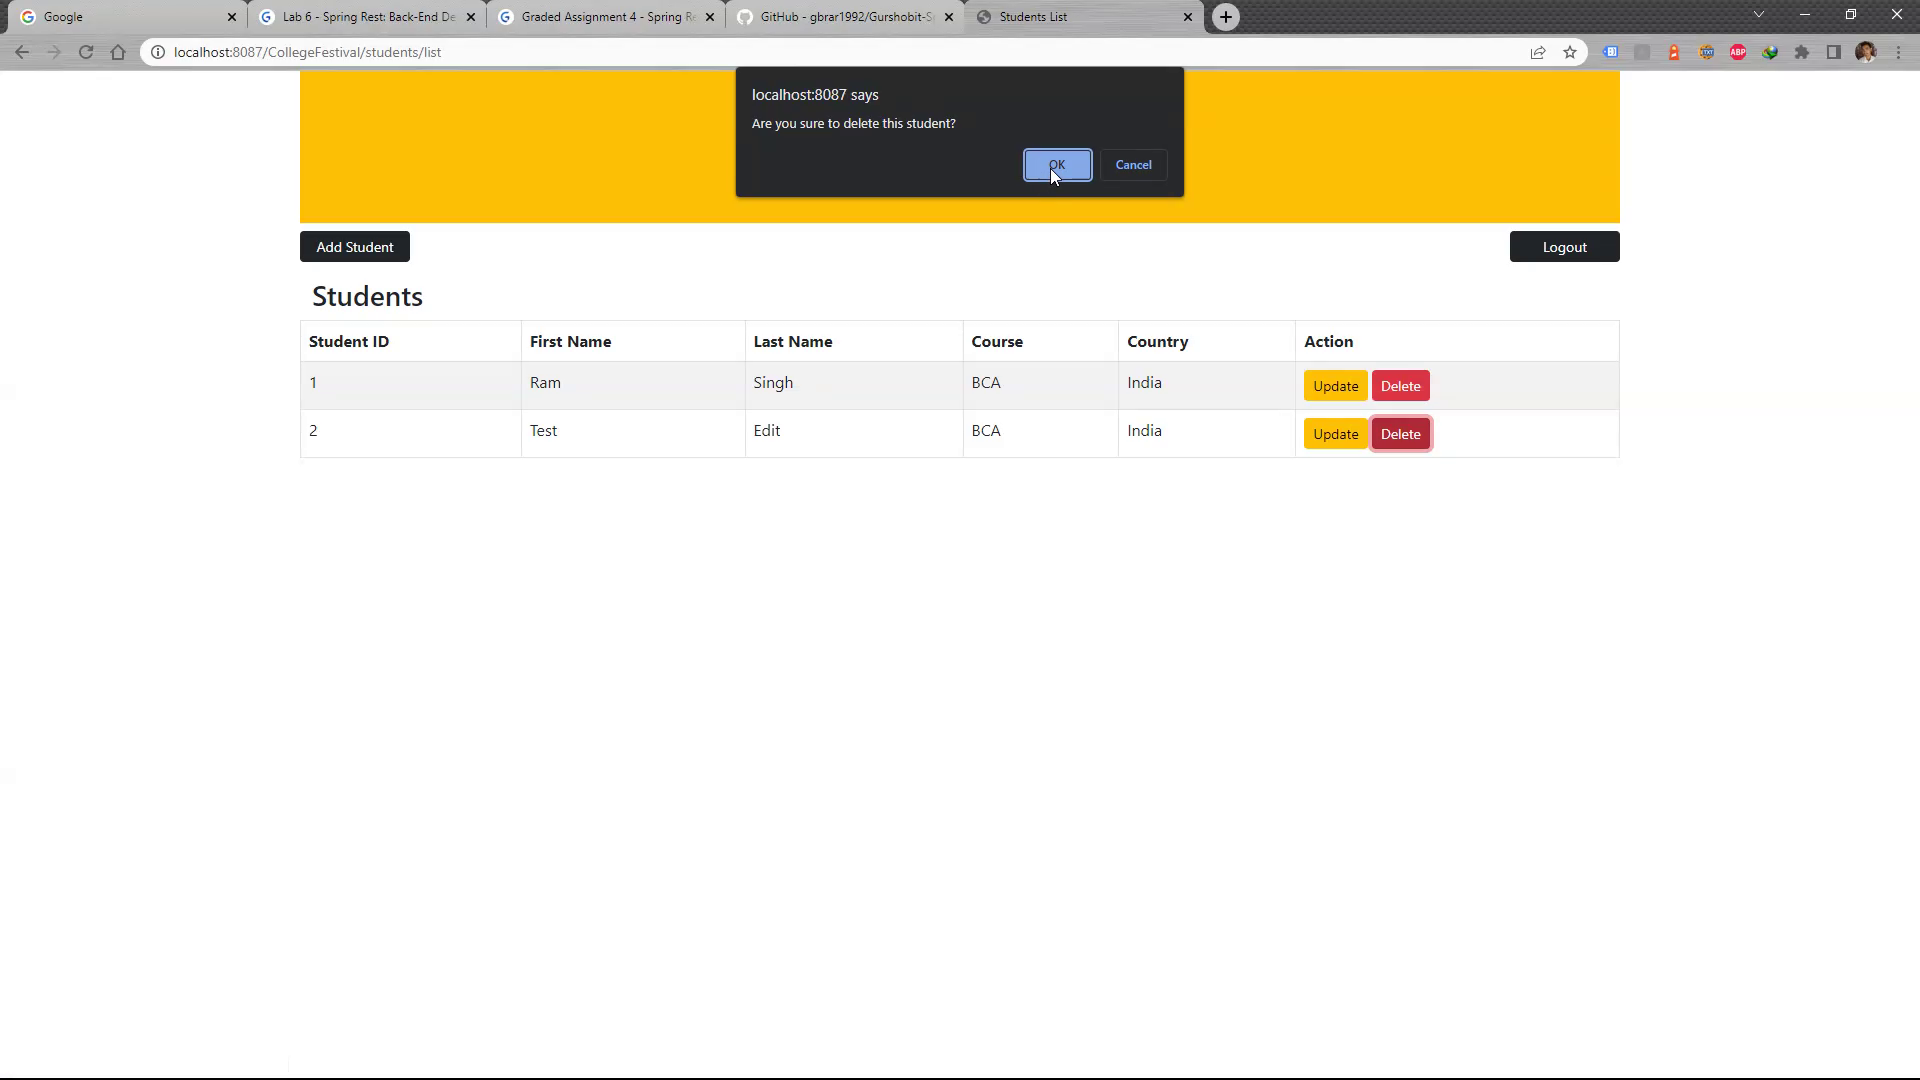 Google
Lab 6 - Spring Rest: Back-End De
Graded Assignment 4 - Spring Re
GitHub - gbrar1992/Gurshobit-S
Students List
localhost:8087/CollegeFestival/students/list
ABP
localhost:8087 says
Are you sure to delete this student?
OK Cancel
Add Student Logout
Students
Student ID First Name Last Name Course Country Action
1 Ram Singh BCA India Update Delete
2 Test Edit BCA India Update Delete